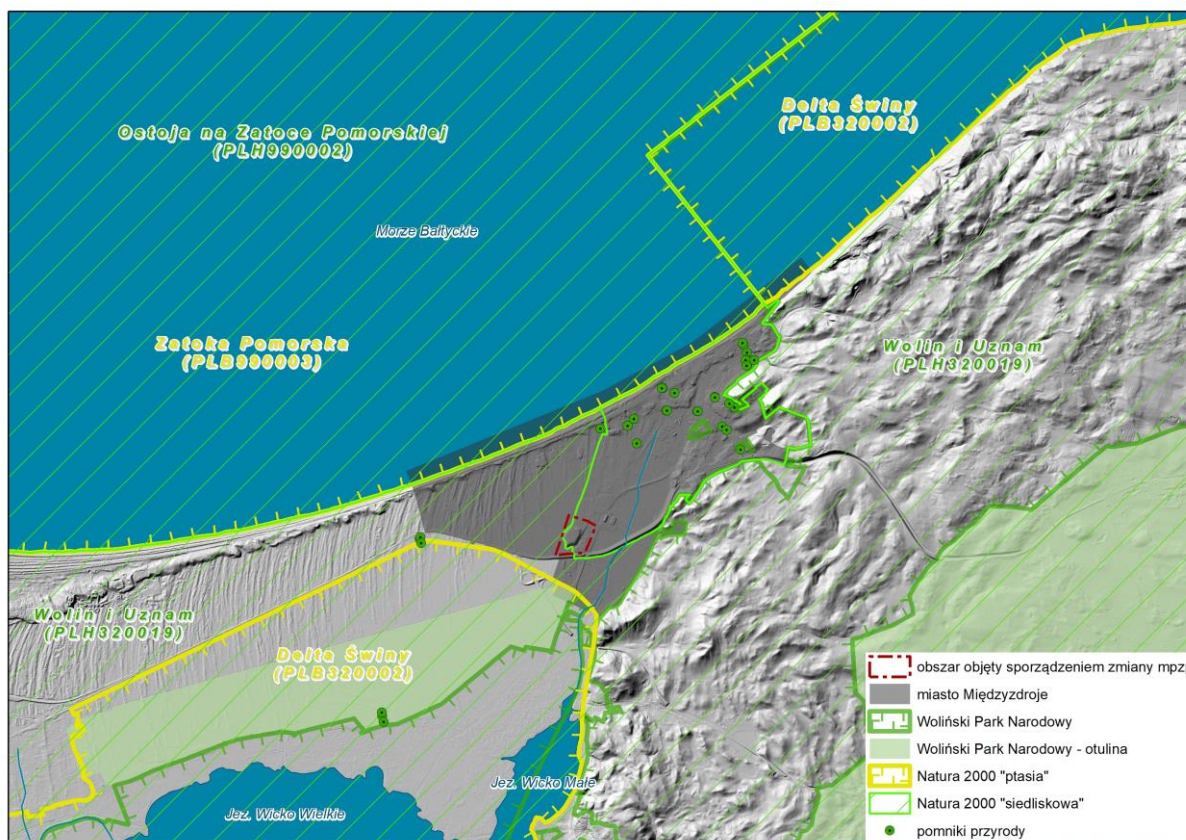 Ostoja na Zatoce Pomorskiej
(PLH990002)
Delta Świny
(PLB320002)
Morze Bałtyckie
Zatoka Pomorska
(PLB990003)
Wolin i Uznam
(PLH320019)
Wolin i Uznam
(PLH320019)
Delta Świny
(PLB320002)
Jez. Wicko Małe
Jez. Wicko Wielkie
obszar objęty sporządzeniem zmiany mpzp
miasto Międzyzdroje
Woliński Park Narodowy
Woliński Park Narodowy - otulina
Natura 2000 "ptasia"
Natura 2000 "siedliskowa"
pomniki przyrody